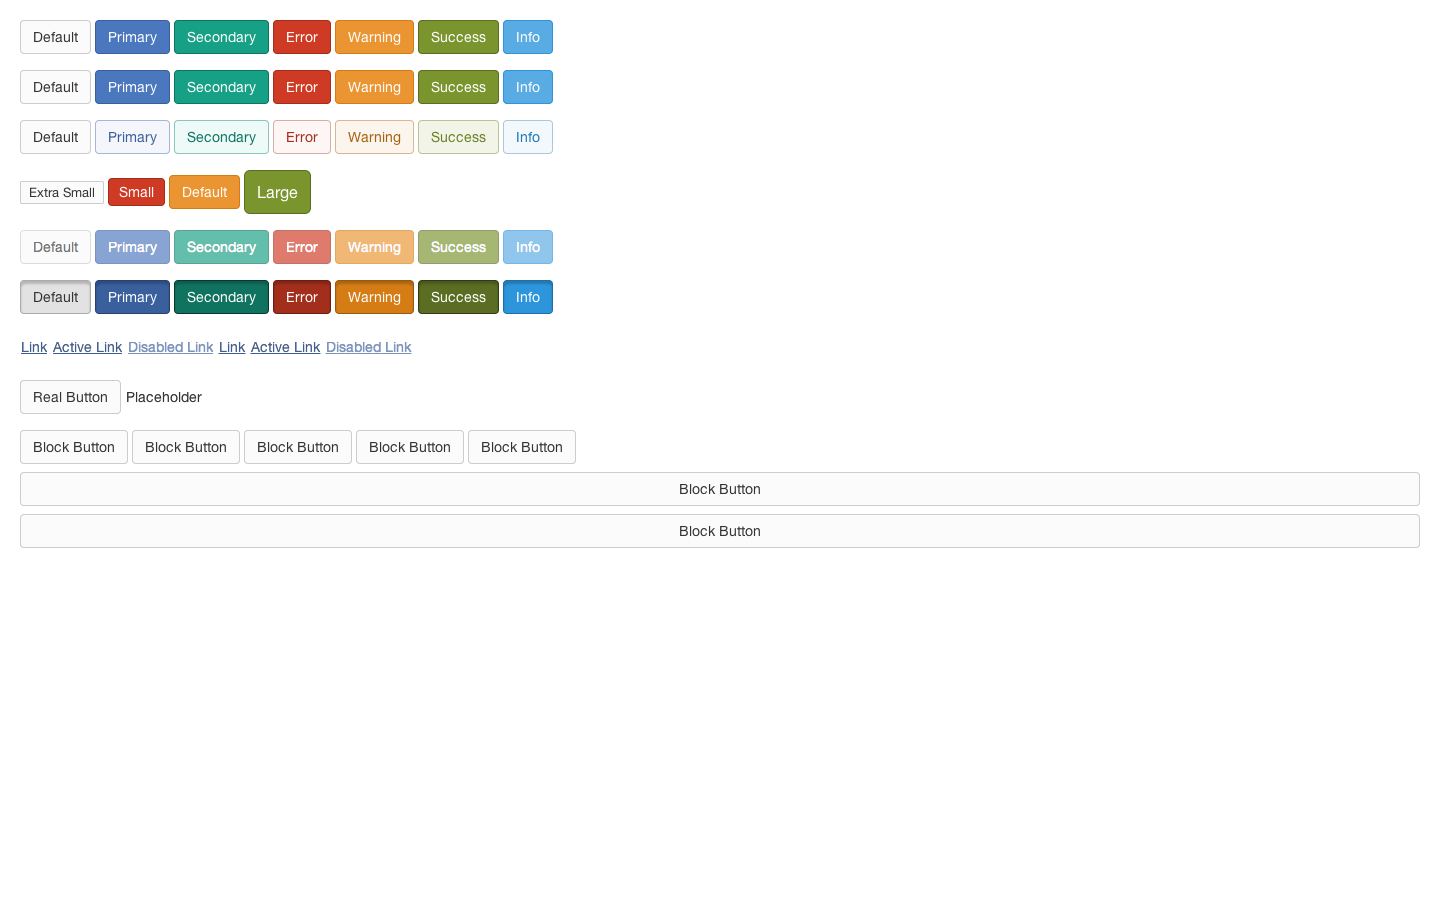 Default Primary Secondary Error Warning Success Info
Default Primary Secondary Error Warning Success Info
Default Primary Secondary Error Warning Success Info
Extra Small Small Default Large
Default Primary Secondary Error Warning Success Info
Default Primary Secondary Error Warning Success Info
Link Active Link Disabled Link Link Active Link Disabled Link
Real Button Placeholder
Block Button Block Button Block Button Block Button Block Button
Block Button
Block Button